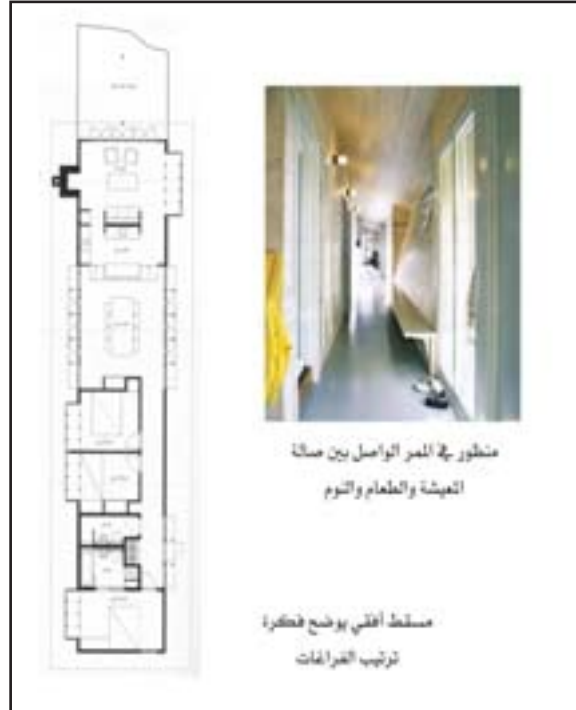 منظور في الممر الواصل بين صالة
المعيشة والطعام والنوم
مسقط أفقي يوضح فكرة
ترتيب الفراغات